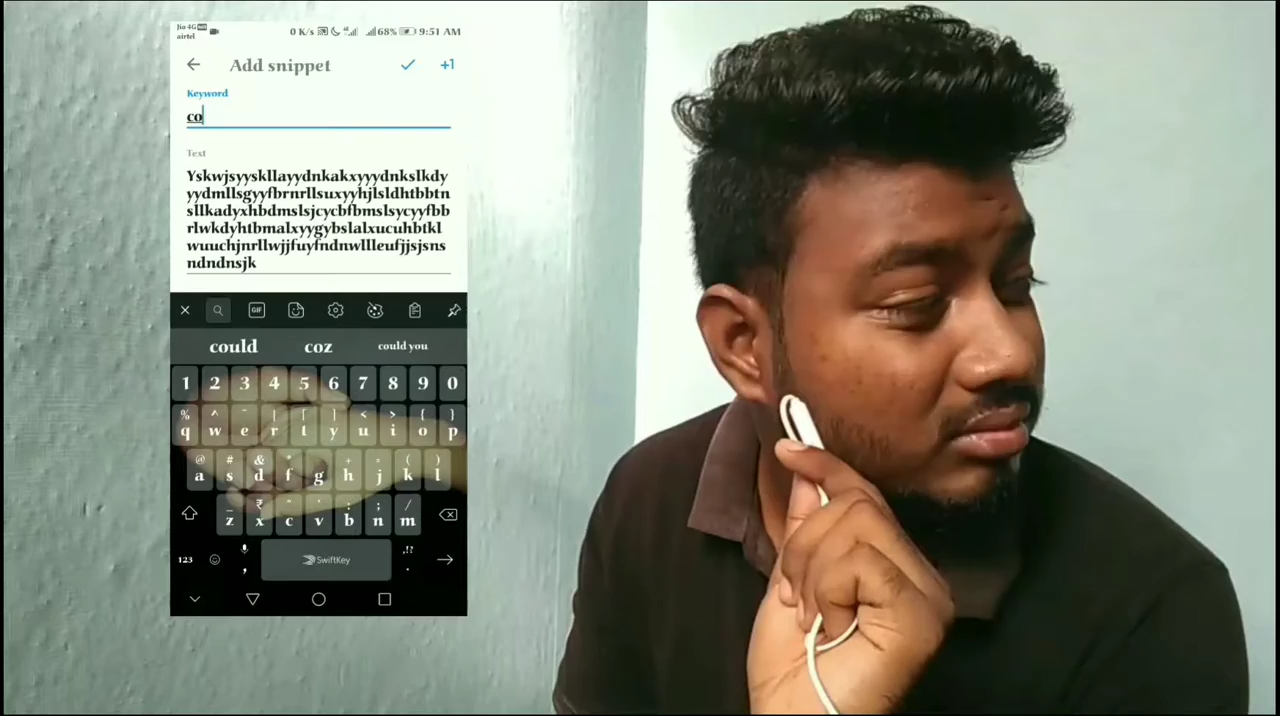 Jio 4G
airtel
0 K/s 68% 9:51 AM
Add snippet
+1
Keyword
co
Text
Yskwjsyyskllayydnkakxyyydnkslkdy
yydmllsgyyfbrnrllsuxyyhjlsldhtbbtn
sllkadyxhbdmslsjcycbfbmslsycyyfbb
rlwkdyhtbmalxyygybslalxucuhbtkl
wuuchjnrllwjjfuyfndnwllleufjjsjsns
ndndnsjk
GIF
could coz could you
1 2 3 4 5 6 7 8 9 0
% ^ ~ | [ ] < > { }
q w e r t y u i o p
@ # & * - + = ( )
a s d f g h j k l
_ ₹ " ' : ; /
z x c v b n m
123 , SwiftKey ,!? .